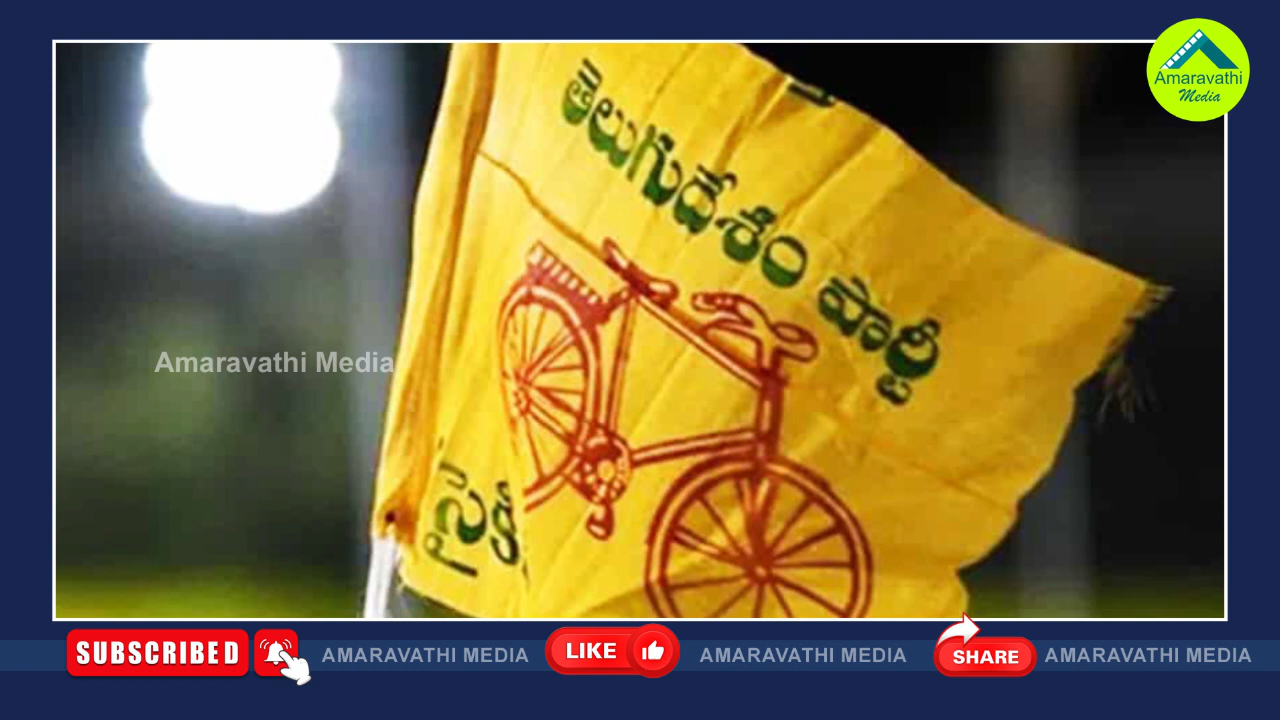 Amaravathi
Media
తెలుగుదేశం పార్టీ
Amaravathi Media
SUBSCRIBED
AMARAVATHI MEDIA
LIKE
AMARAVATHI MEDIA
SHARE
AMARAVATHI MEDIA